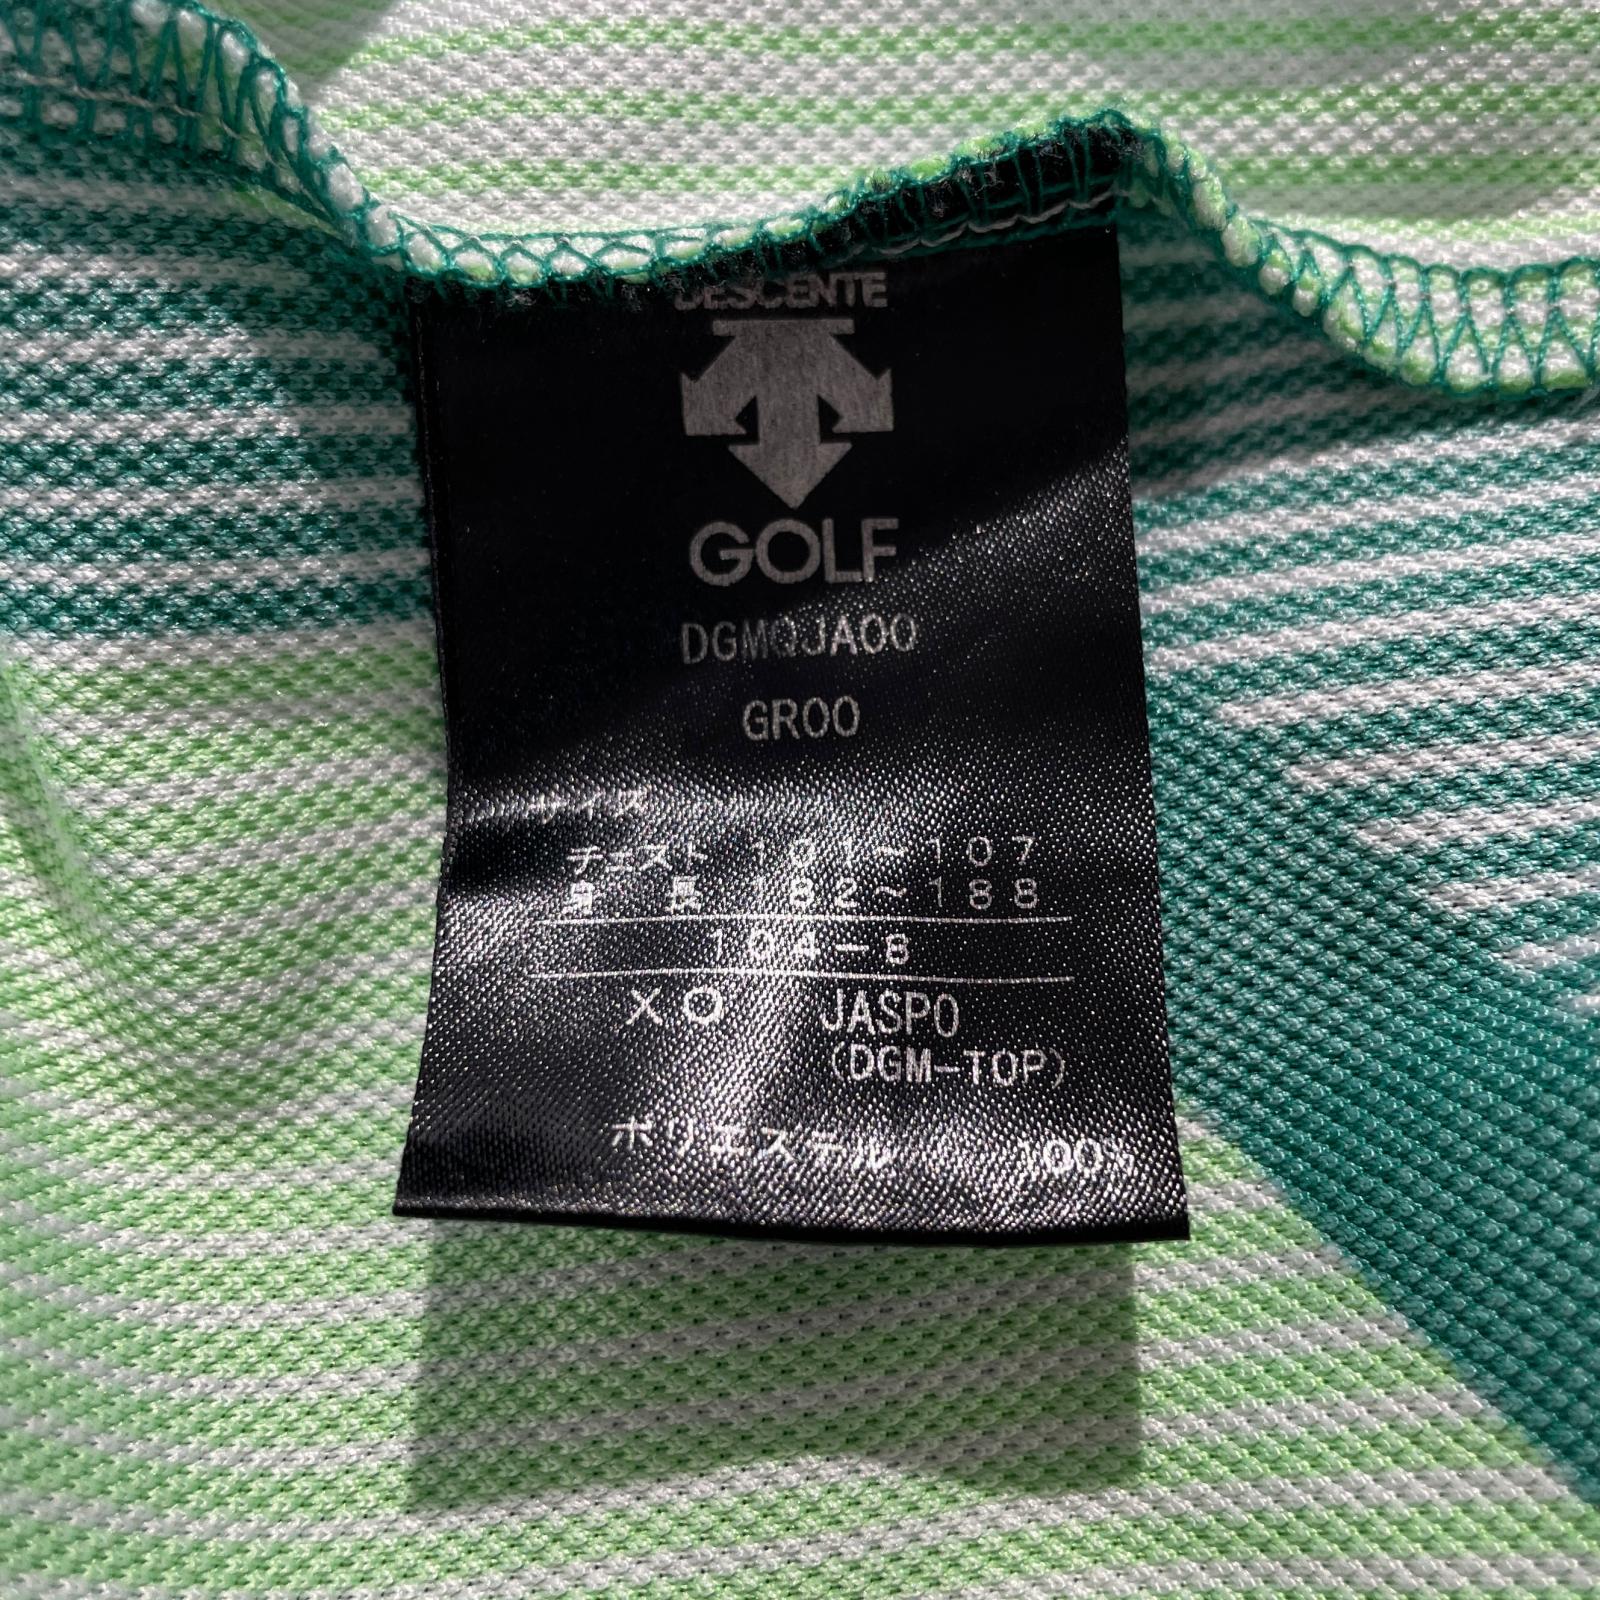 DESCENTE
GOLF
DGMQJA00
GR00
サイズ
チェスト 101~107
身 長 182~188
104-8
XO JASPO
(DGM-TOP)
ポリエステル 100%